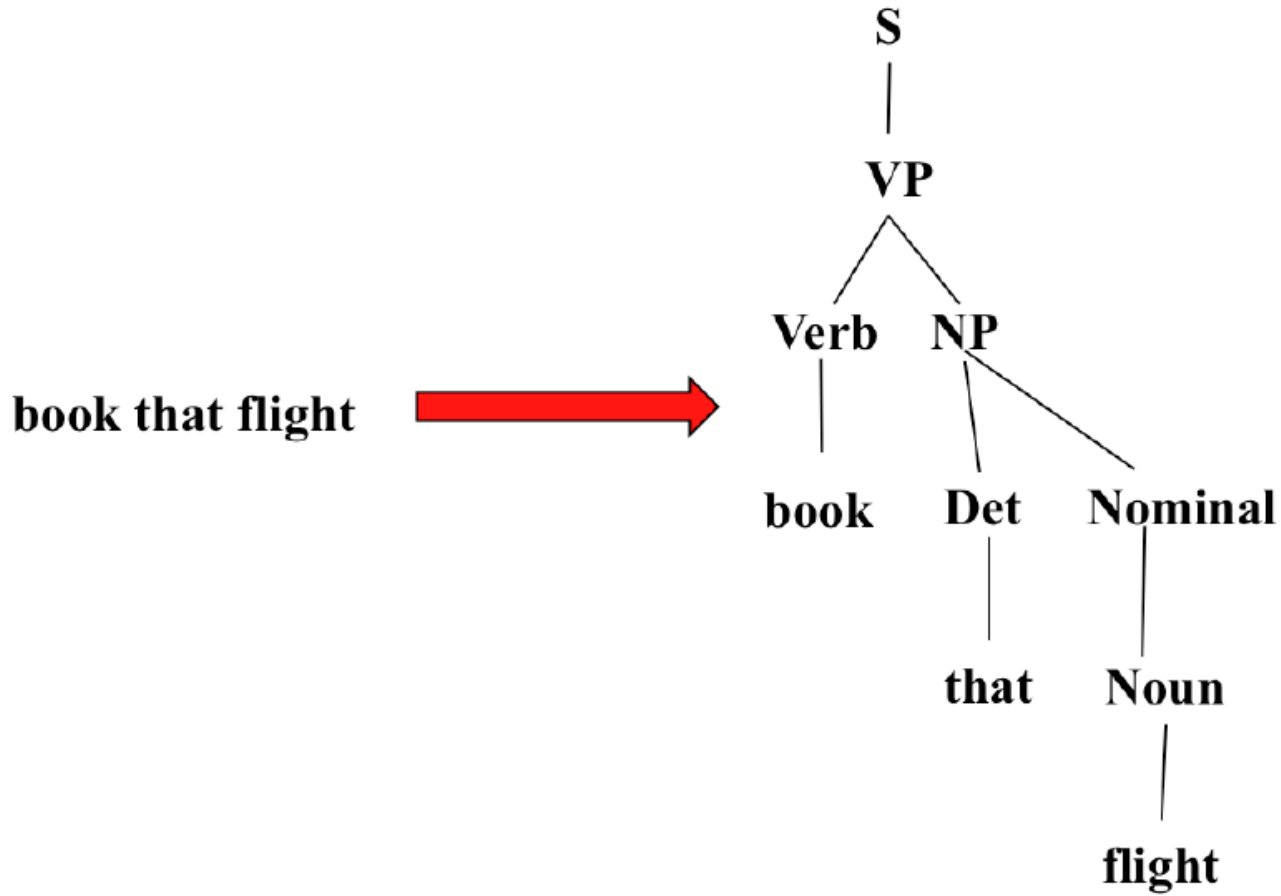 S
VP
Verb NP
book that flight
book Det Nominal
that Noun
flight